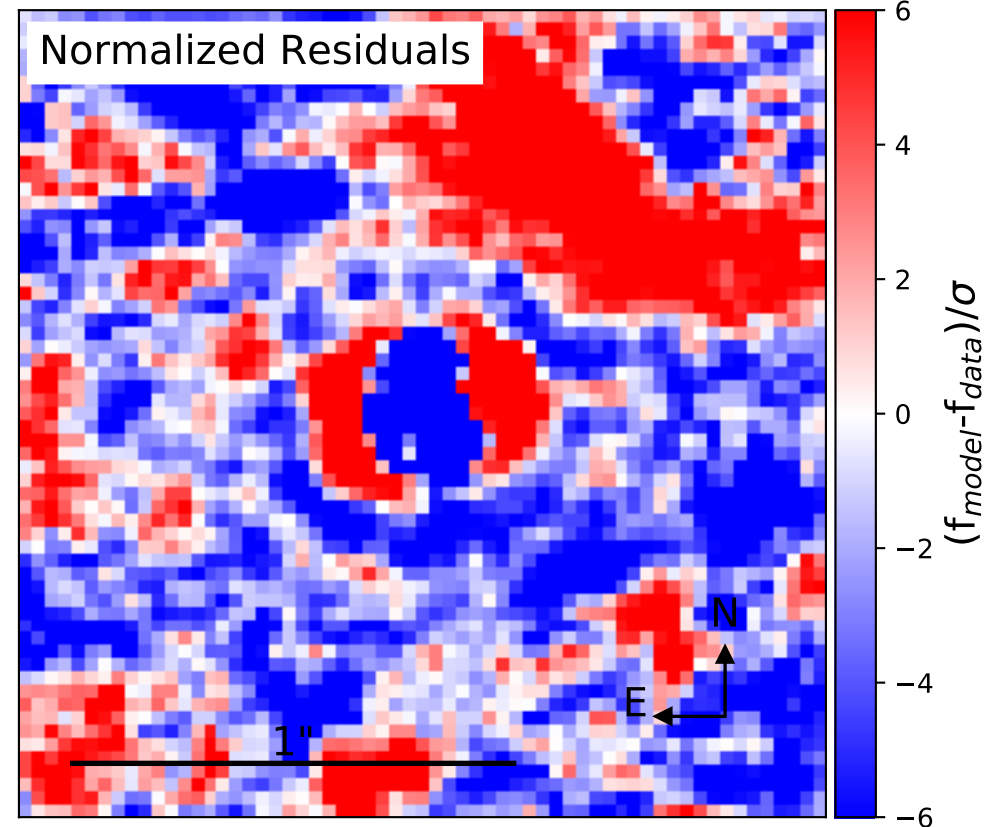 Normalized Residuals
6
4
2
0
−2
−4
−6
(f_model-f_data)/σ
N
E
1"